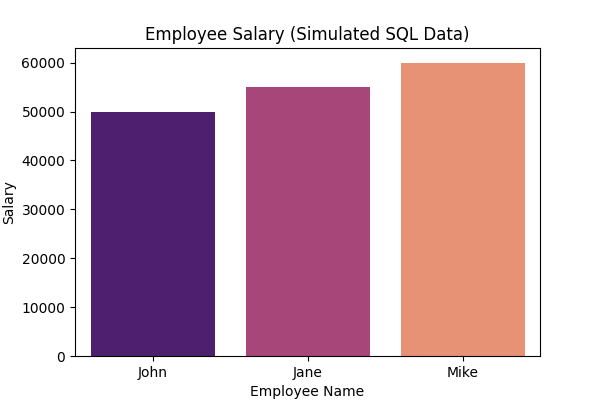 Employee Salary (Simulated SQL Data)
60000
50000
40000
30000
20000
10000
0
Salary
John Jane Mike
Employee Name